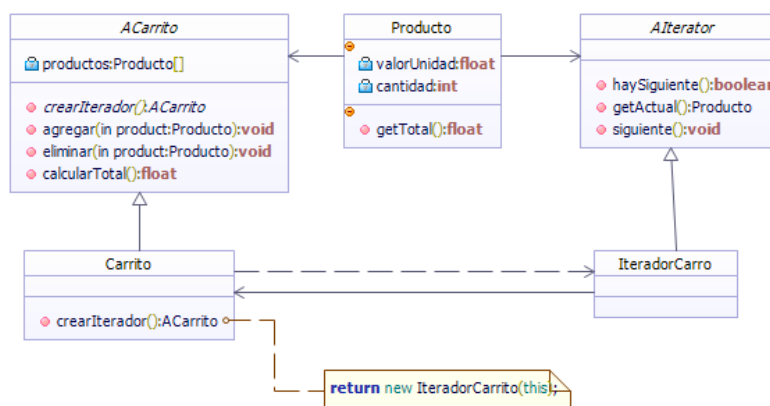 ACarrito
productos:Producto[]
crearIterador():ACarrito
agregar(in product:Producto):void
eliminar(in product:Producto):void
calcularTotal():float
Producto
valorUnidad:float
cantidad:int
getTotal():float
AIterator
haySiguiente():boolean
getActual():Producto
siguiente():void
Carrito
crearIterador():ACarrito
IteradorCarro
return new IteradorCarrito(this);